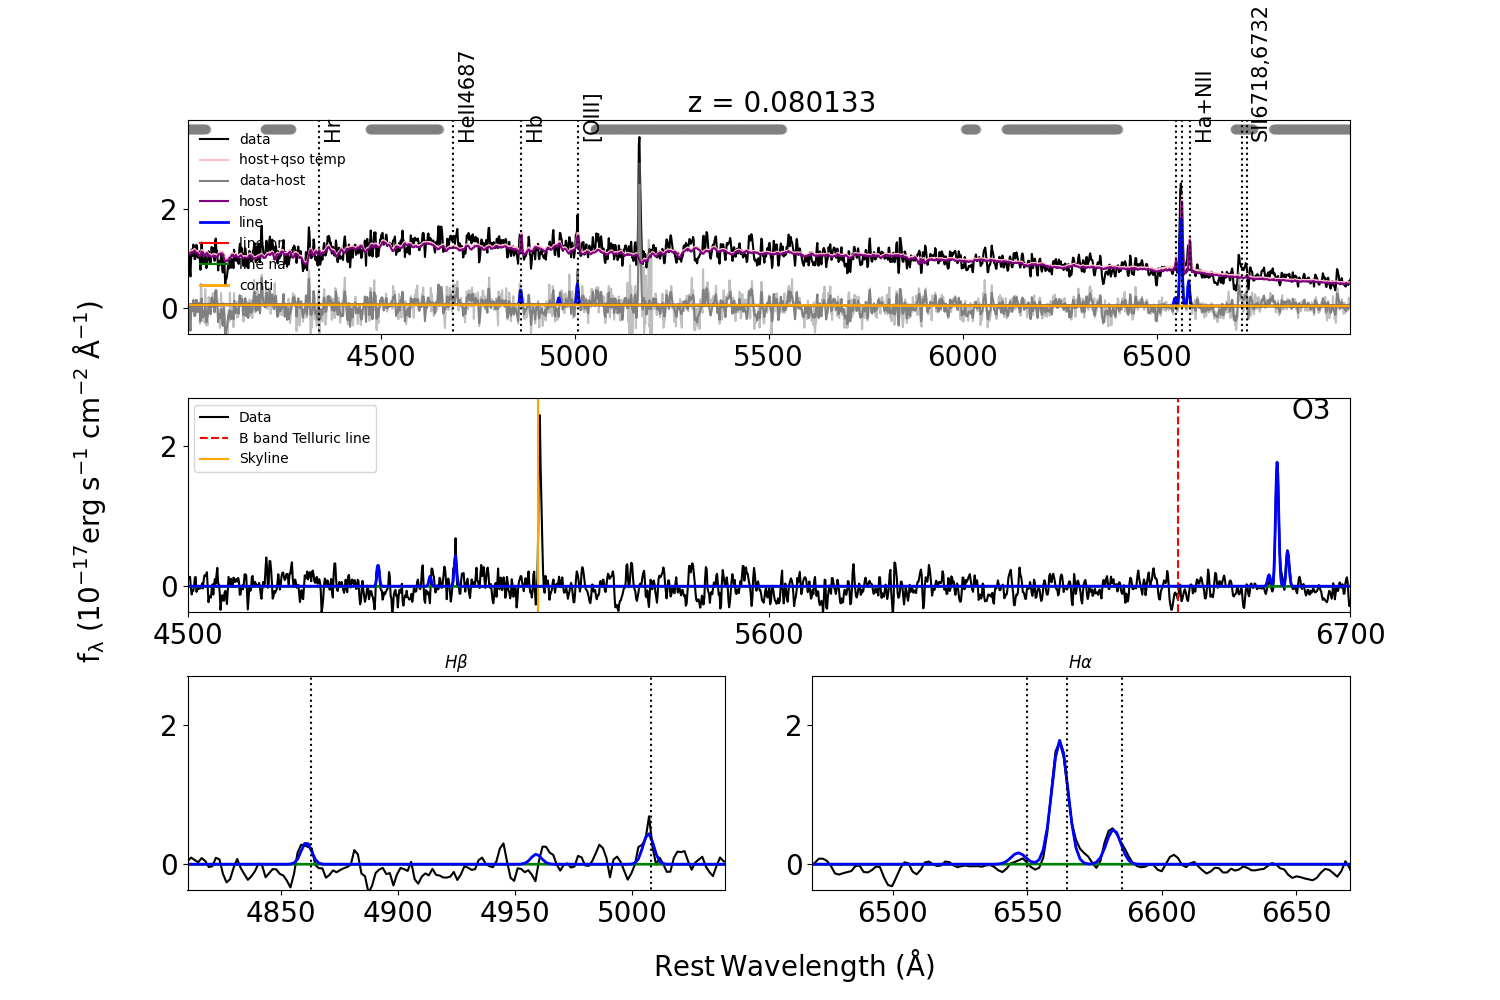 z = 0.080133
Hr
HeII4687
Hb
[OIII]
Ha+NII
SII6718,6732
data
host+qso temp
data-host
host
line
conti
2
0
4500 5000 5500 6000 6500
Data
B band Telluric line
Skyline
O3
2
0
4500 5600 6700
fλ (10⁻¹⁷erg s⁻¹ cm⁻² Å⁻¹)
Hβ
2
0
4850 4900 4950 5000
Hα
2
0
6500 6550 6600 6650
Rest Wavelength (Å)